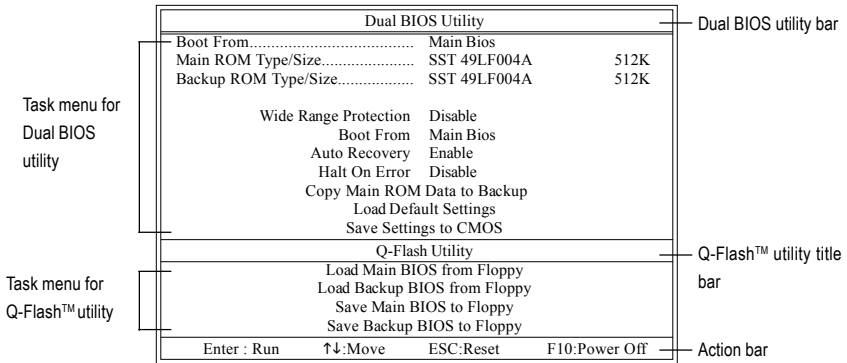 Dual BIOS Utility
Dual BIOS utility bar
Boot From...................................... Main Bios
Main ROM Type/Size..................... SST 49LF004A 512K
Backup ROM Type/Size................. SST 49LF004A 512K
Task menu for
Dual BIOS
utility
Wide Range Protection Disable
Boot From Main Bios
Auto Recovery Enable
Halt On Error Disable
Copy Main ROM Data to Backup
Load Default Settings
Save Settings to CMOS
Q-Flash Utility
Q-Flash™ utility title
bar
Task menu for
Q-Flash™ utility
Load Main BIOS from Floppy
Load Backup BIOS from Floppy
Save Main BIOS to Floppy
Save Backup BIOS to Floppy
Enter : Run ↑↓:Move ESC:Reset F10:Power Off
Action bar